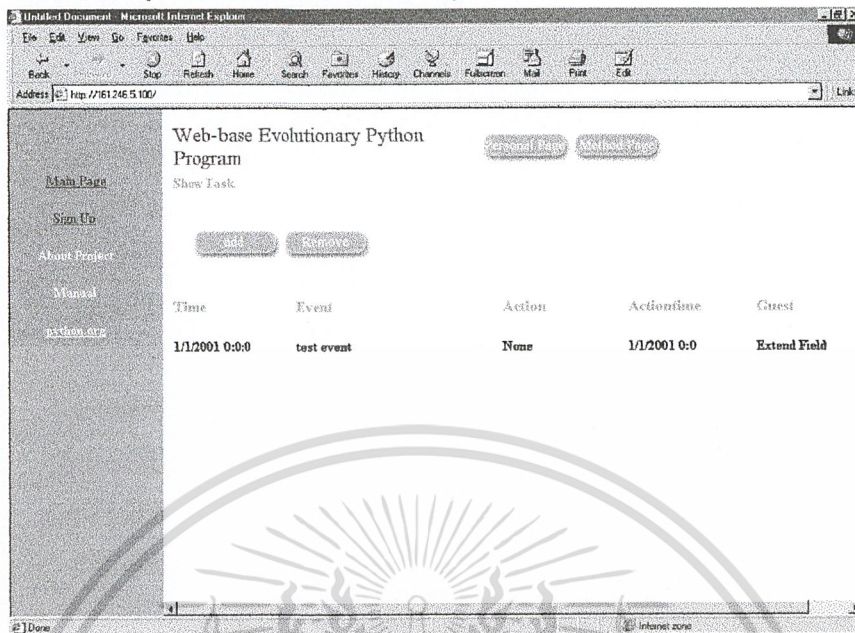 Untitled Document - Microsoft Internet Explorer
File Edit View Go Favorites Help
Back Stop Refresh Home Search Favorites History Channels Fullscreen Mail Print Edit
Address http://161.246.5.100/ Link
Web-base Evolutionary Python
Program
Personal Page Method Page
Show Task
Main Page
Sign Up
About Project
Manual
python.org
add Remove
Time Event Action Actiontime Guest
1/1/2001 0:0:0 test event None 1/1/2001 0:0 Extend Field
Done Internet zone